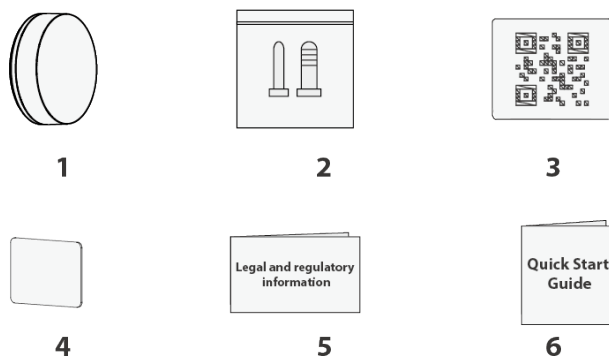 1
2
3
4
Legal and regulatory
information
5
Quick Start
Guide
6